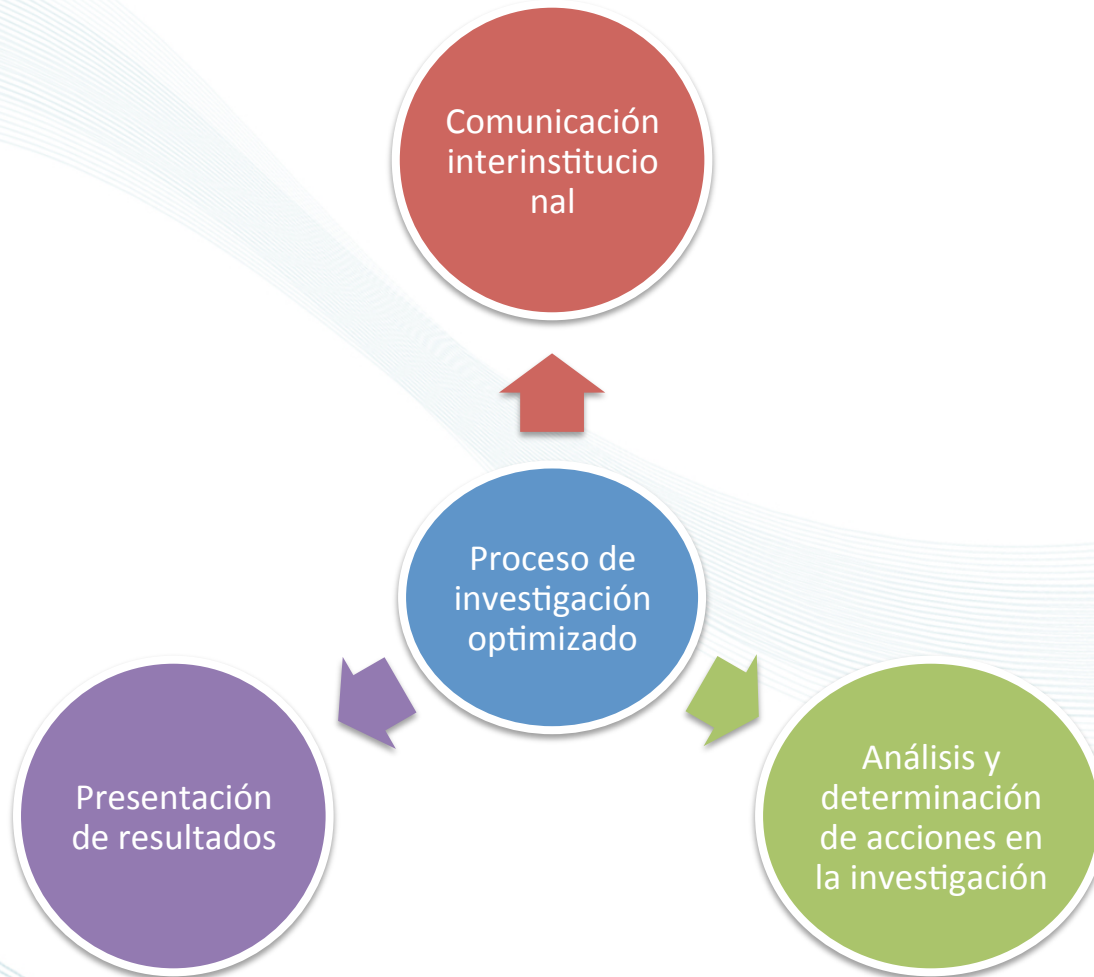 Comunicación
interinstitucio
nal
Proceso de
investigación
optimizado
Presentación
de resultados
Análisis y
determinación
de acciones en
la investigación